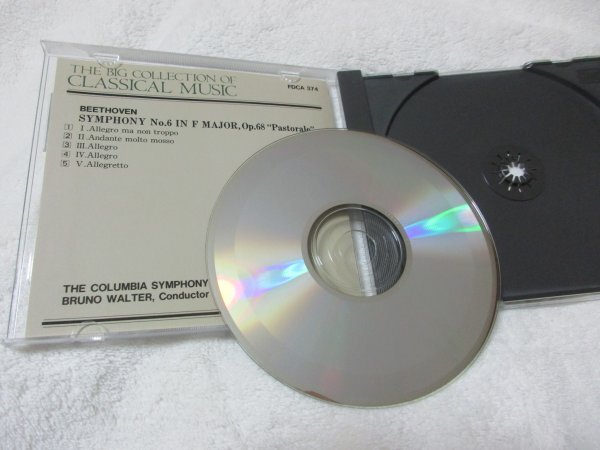 THE BIG COLLECTION OF
CLASSICAL MUSIC
FDCA 574
BEETHOVEN
SYMPHONY No.6 IN F MAJOR, Op.68 "Pastorale"
1 I.Allegro ma non troppo
2 II.Andante molto mosso
3 III.Allegro
4 IV.Allegro
5 V.Allegretto
THE COLUMBIA SYMPHONY
BRUNO WALTER, Conductor